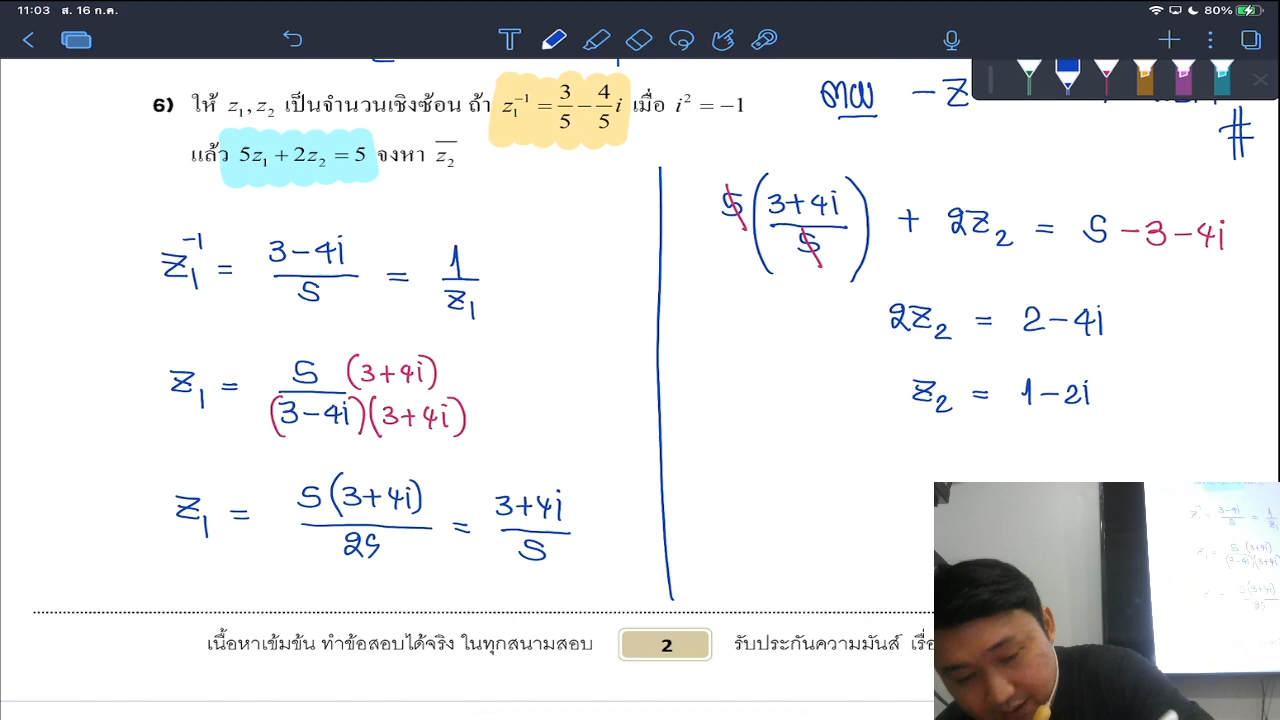 11:03 ส. 16 ก.ค.
80%
T
6) ให้ z₁, z₂ เป็นจำนวนเชิงซ้อน ถ้า z₁⁻¹ = 3/5 − 4/5 i เมื่อ i² = −1
แล้ว 5z₁ + 2z₂ = 5 จงหา z̅₂
z₁⁻¹ = (3−4i)/5 = 1/z₁
z₁ = 5(3+4i)/(3−4i)(3+4i)
z₁ = 5(3+4i)/25 = (3+4i)/5
ตอบ −z
#
5((3+4i)/5) + 2z₂ = 5 −3−4i
2z₂ = 2−4i
z₂ = 1−2i
เนื้อหาเข้มข้น ทำข้อสอบได้จริง ในทุกสนามสอบ 2 รับประกันความมันส์ เรื่อ